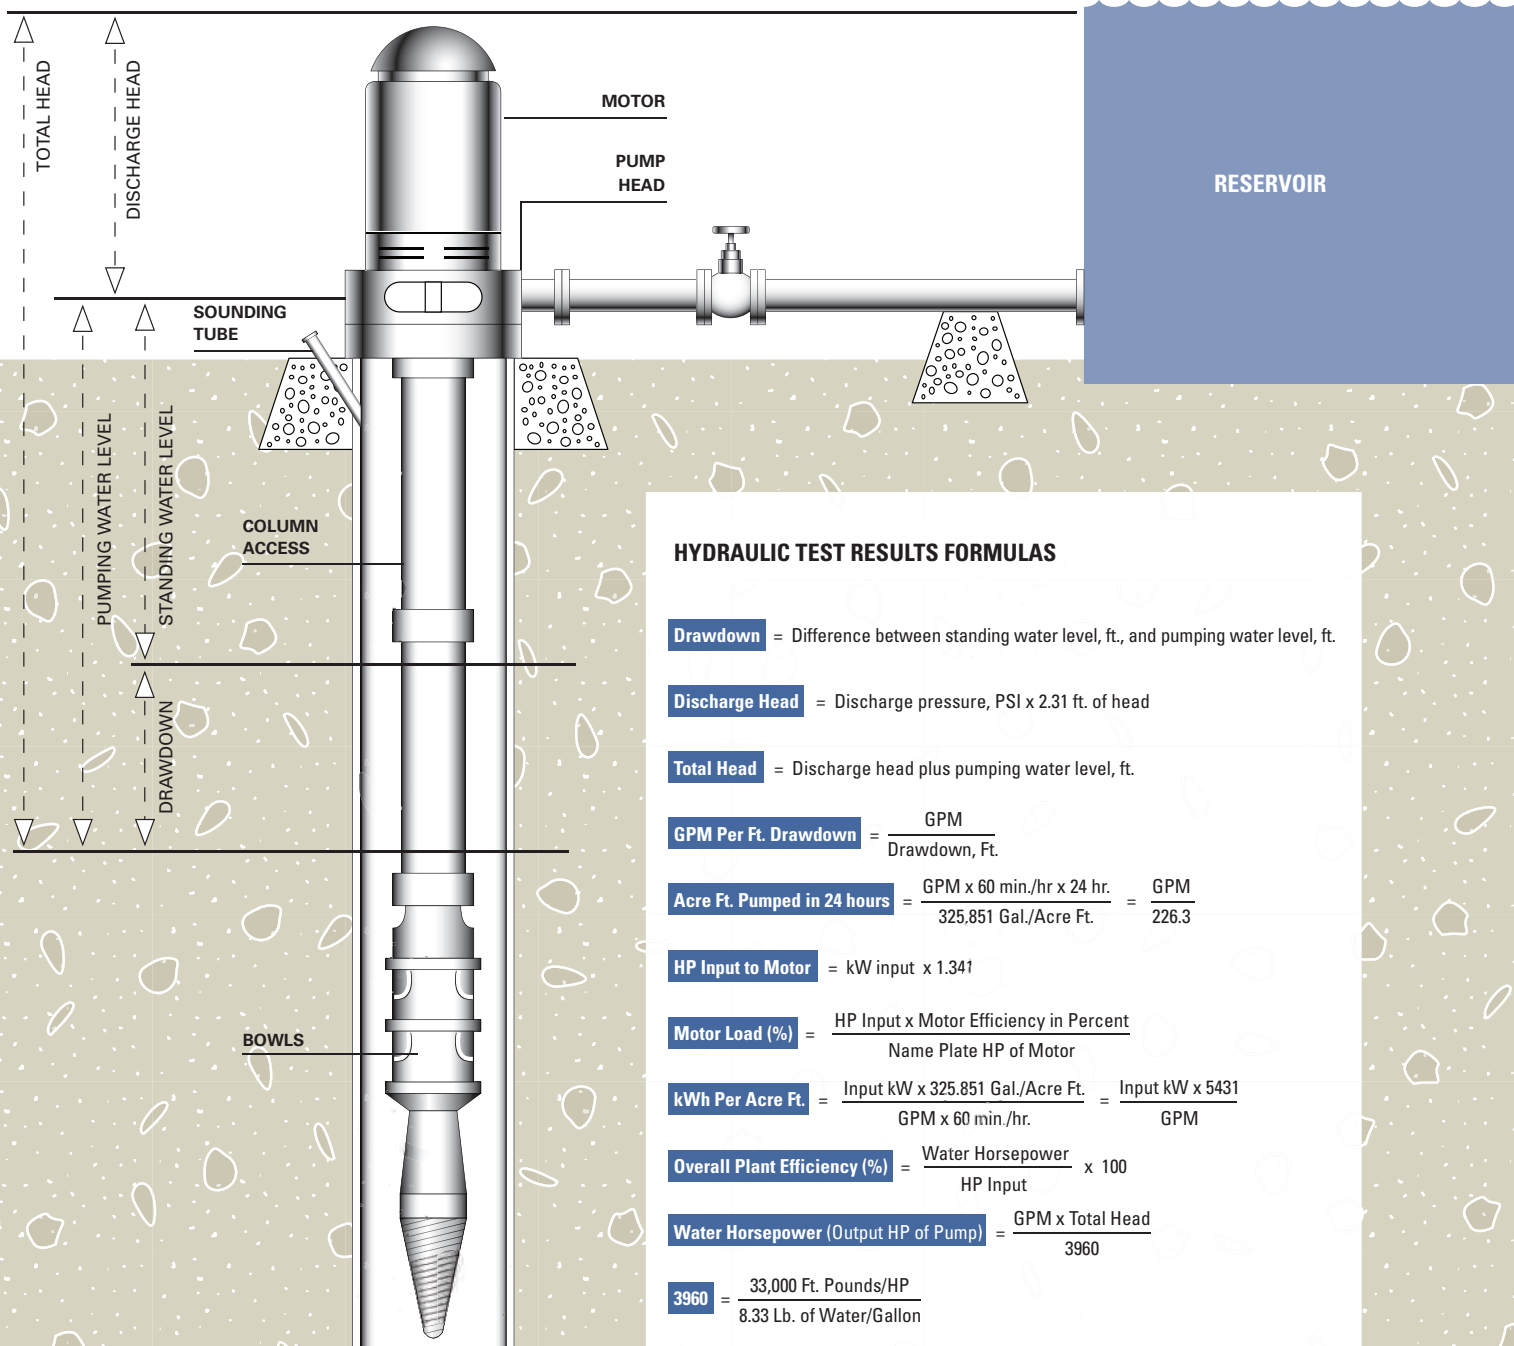 TOTAL HEAD
DISCHARGE HEAD
MOTOR
PUMP
HEAD
RESERVOIR
SOUNDING
TUBE
PUMPING WATER LEVEL
STANDING WATER LEVEL
COLUMN
ACCESS
DRAWDOWN
BOWLS
HYDRAULIC TEST RESULTS FORMULAS
Drawdown = Difference between standing water level, ft., and pumping water level, ft.
Discharge Head = Discharge pressure, PSI x 2.31 ft. of head
Total Head = Discharge head plus pumping water level, ft.
GPM Per Ft. Drawdown =
GPM
Drawdown, Ft.
Acre Ft. Pumped in 24 hours =
GPM x 60 min./hr x 24 hr.
325,851 Gal./Acre Ft.
=
GPM
226.3
HP Input to Motor = kW input x 1.341
Motor Load (%) =
HP Input x Motor Efficiency in Percent
Name Plate HP of Motor
kWh Per Acre Ft. =
Input kW x 325.851 Gal./Acre Ft.
GPM x 60 min./hr.
=
Input kW x 5431
GPM
Overall Plant Efficiency (%) =
Water Horsepower
HP Input
x 100
Water Horsepower (Output HP of Pump) =
GPM x Total Head
3960
3960 =
33,000 Ft. Pounds/HP
8.33 Lb. of Water/Gallon